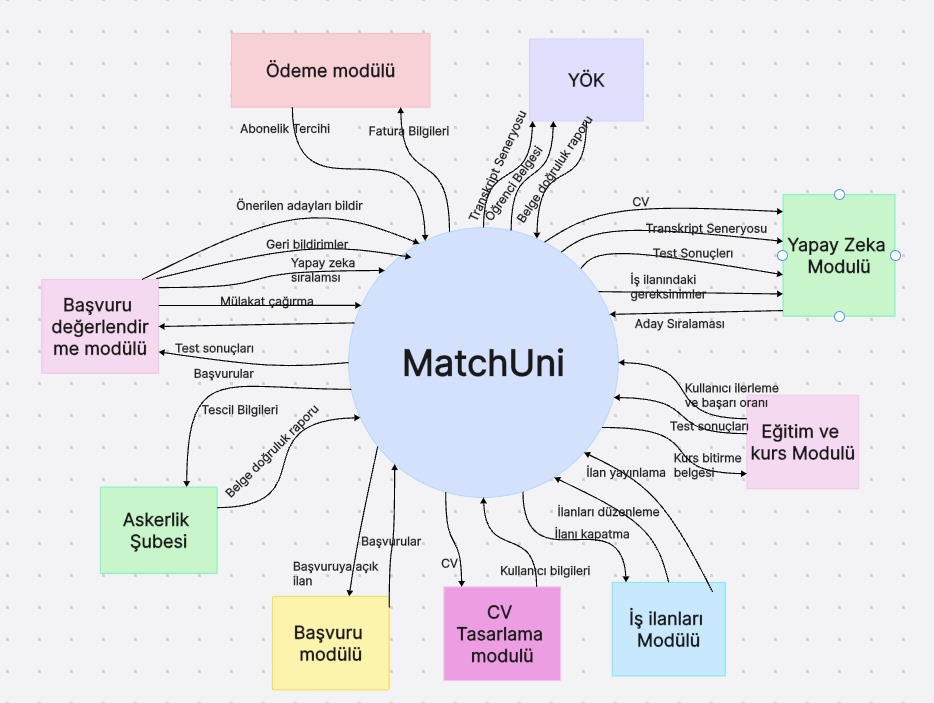 Ödeme modülü
YÖK
Abonelik Tercihi
Fatura Bilgileri
Transkript Seneryosu
Öğrenci Belgesi
Belge doğruluk raporu
Önerilen adayları bildir
Geri bildirimler
Yapay zeka
sıralamsı
Mülakat çağırma
Başvuru
değerlendir
me modülü
Test sonuçları
Başvurular
Tescil Bilgileri
Belge doğruluk raporu
Askerlik
Şubesi
MatchUni
CV
Transkript Seneryosu
Test Sonuçlerı
İş ilanındaki
gereksinimler
Aday Sıralaması
Yapay Zeka
Modulü
Kullanıcı ilerleme
ve başarı oranı
Test sonuçları
Kurs bitirme
belgesi
Eğitim ve
kurs Modulü
İlan yayınlama
İlanları düzenleme
İlanı kapatma
İş ilanları
Modülü
Başvurular
Başvuruya açık
ilan
Başvuru
modülü
CV
Kullanıcı bilgileri
CV
Tasarlama
modulü